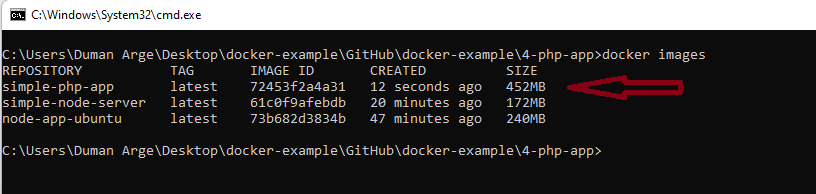 C:\Windows\System32\cmd.exe
C:\Users\Duman Arge\Desktop\docker-example\GitHub\docker-example\4-php-app>docker images
REPOSITORY TAG IMAGE ID CREATED SIZE
simple-php-app latest 72453f2a4a31 12 seconds ago 452MB
simple-node-server latest 61c0f9afebdb 20 minutes ago 172MB
node-app-ubuntu latest 73b682d3834b 47 minutes ago 240MB
C:\Users\Duman Arge\Desktop\docker-example\GitHub\docker-example\4-php-app>